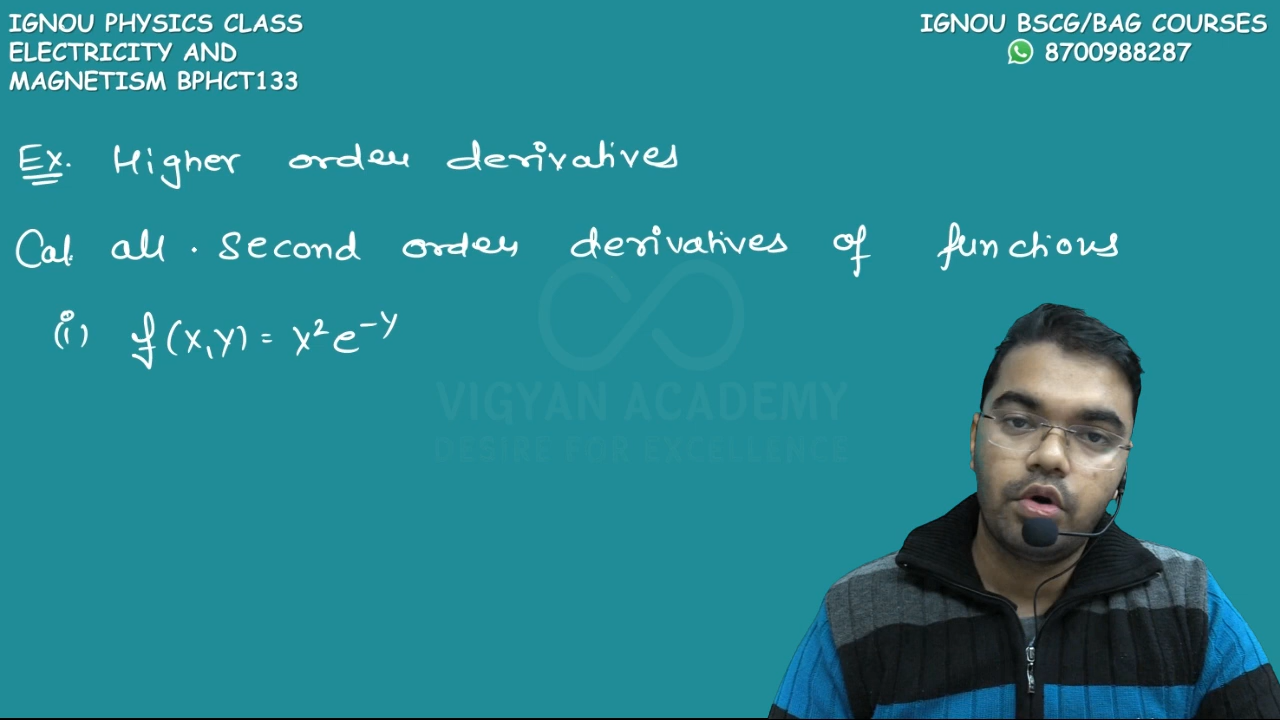 IGNOU PHYSICS CLASS
ELECTRICITY AND
MAGNETISM BPHCT133
IGNOU BSCG/BAG COURSES
8700988287
Ex. Higher order derivatives
Cal. all . Second order derivatives of functions
(i) f(x,y) = x²e⁻ʸ
VIGYAN ACADEMY
DESIRE FOR EXCELLENCE